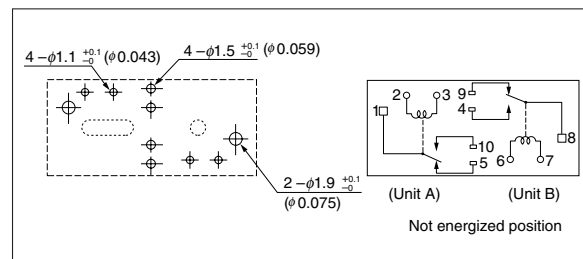 4 – φ1.1 +0.1 –0 (φ0.043)
4 – φ1.5 +0.1 –0 (φ0.059)
2 – φ1.9 +0.1 –0
(φ0.075)
1
2
3
9
4
10
5
8
6
7
(Unit A)
(Unit B)
Not energized position